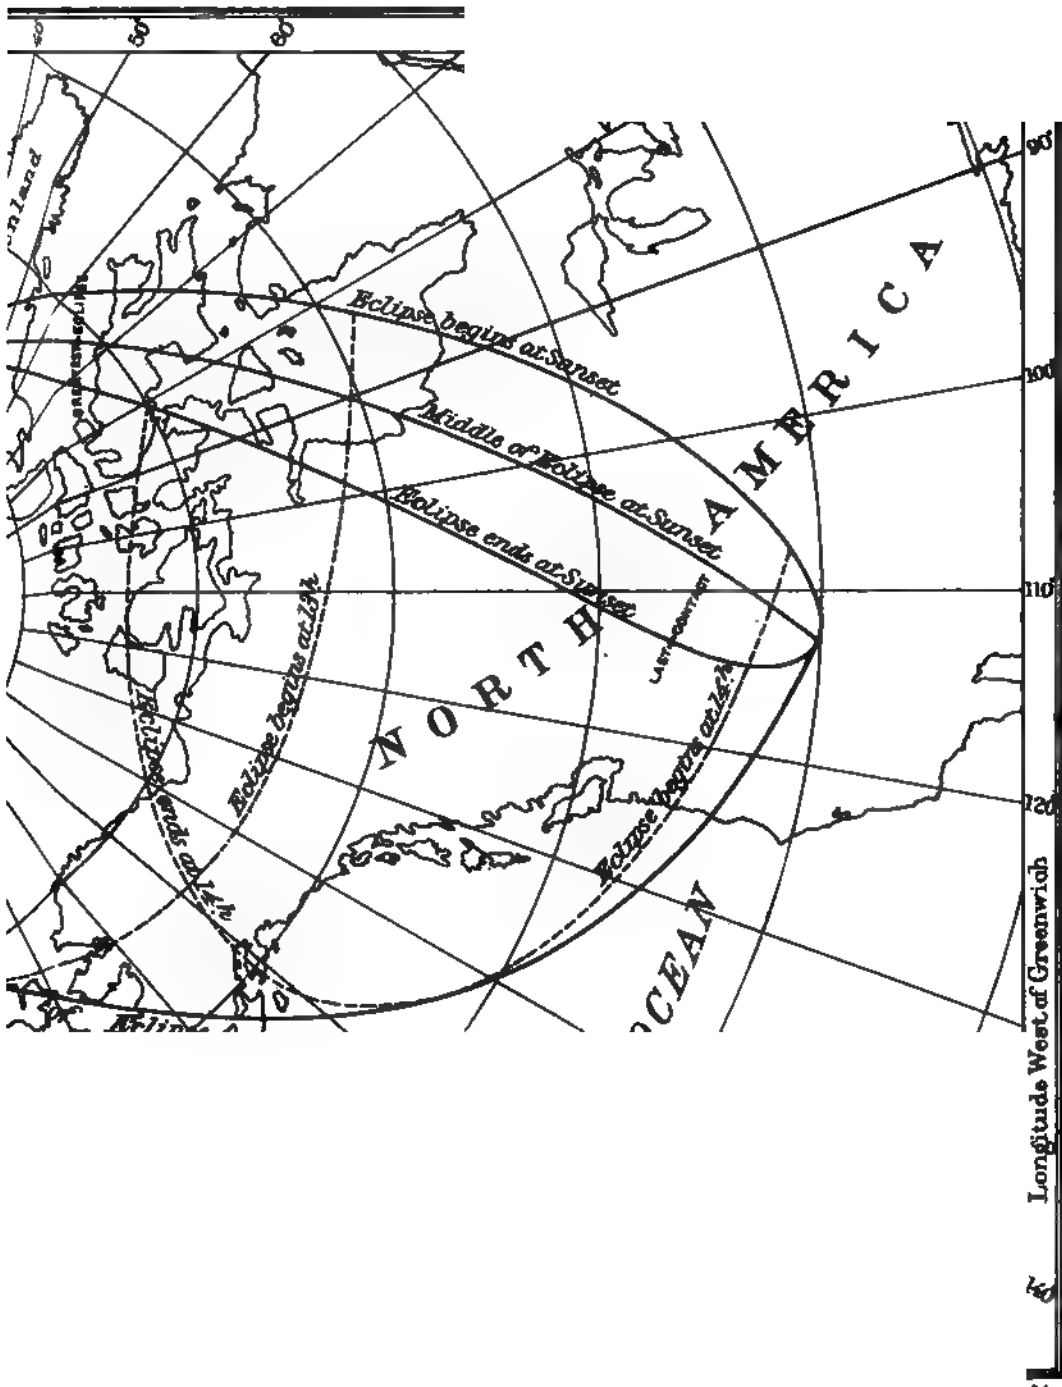 50°
60°
nland
90°
GREATEST ECLIPSE
Eclipse begins at Sunset
AMERICA
100°
Middle of Eclipse at Sunset
Eclipse ends at Sunset
110°
LAST CONTACT
NORTH
Eclipse begins at 13h
Eclipse begins at 14h
Eclipse ends at 14h
120°
OCEAN
Longitude West of Greenwich
140°